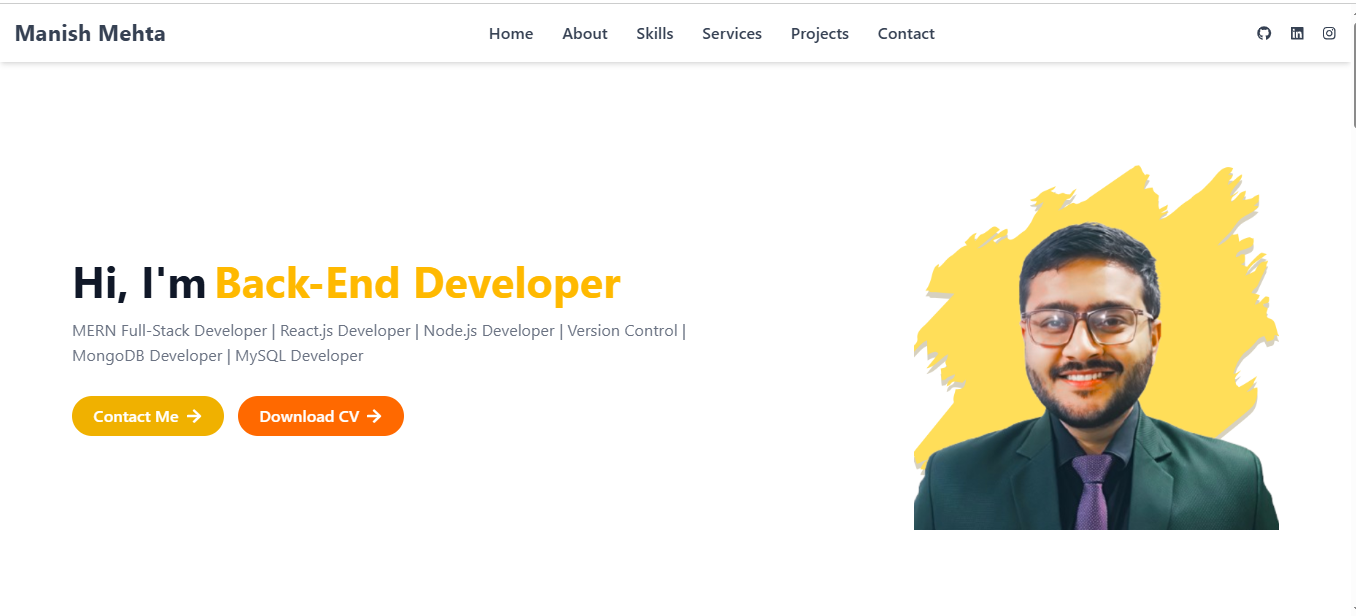 Manish Mehta
Home About Skills Services Projects Contact
Hi, I'm Back-End Developer
MERN Full-Stack Developer | React.js Developer | Node.js Developer | Version Control |
MongoDB Developer | MySQL Developer
Contact Me → Download CV →